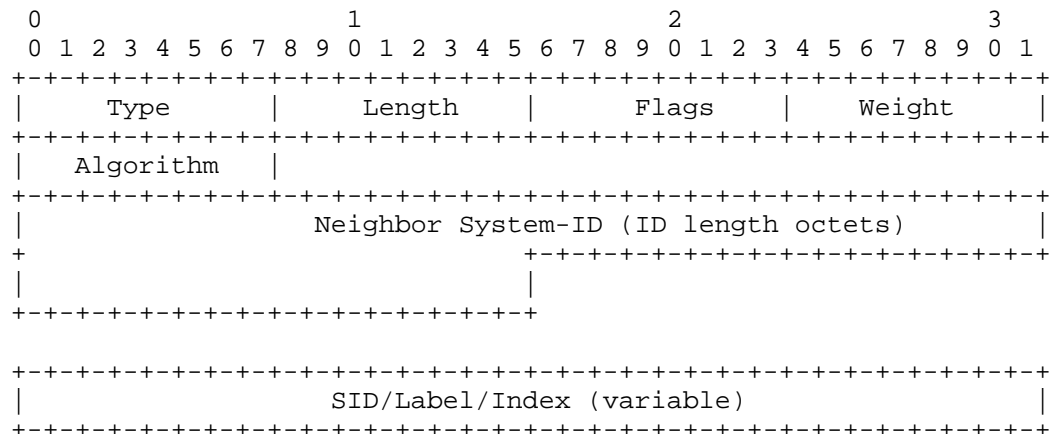 0                   1                   2                   3
0 1 2 3 4 5 6 7 8 9 0 1 2 3 4 5 6 7 8 9 0 1 2 3 4 5 6 7 8 9 0 1
+-+-+-+-+-+-+-+-+-+-+-+-+-+-+-+-+-+-+-+-+-+-+-+-+-+-+-+-+-+-+-+-+
|     Type      |     Length    |      Flags    |    Weight     |
+-+-+-+-+-+-+-+-+-+-+-+-+-+-+-+-+-+-+-+-+-+-+-+-+-+-+-+-+-+-+-+-+
|   Algorithm   |
+-+-+-+-+-+-+-+-+-+-+-+-+-+-+-+-+-+-+-+-+-+-+-+-+-+-+-+-+-+-+-+-+
|                  Neighbor System-ID (ID length octets)        |
+                               +-+-+-+-+-+-+-+-+-+-+-+-+-+-+-+-+
|                               |
+-+-+-+-+-+-+-+-+-+-+-+-+-+-+-+-+
+-+-+-+-+-+-+-+-+-+-+-+-+-+-+-+-+-+-+-+-+-+-+-+-+-+-+-+-+-+-+-+-+
|                   SID/Label/Index (variable)                  |
+-+-+-+-+-+-+-+-+-+-+-+-+-+-+-+-+-+-+-+-+-+-+-+-+-+-+-+-+-+-+-+-+